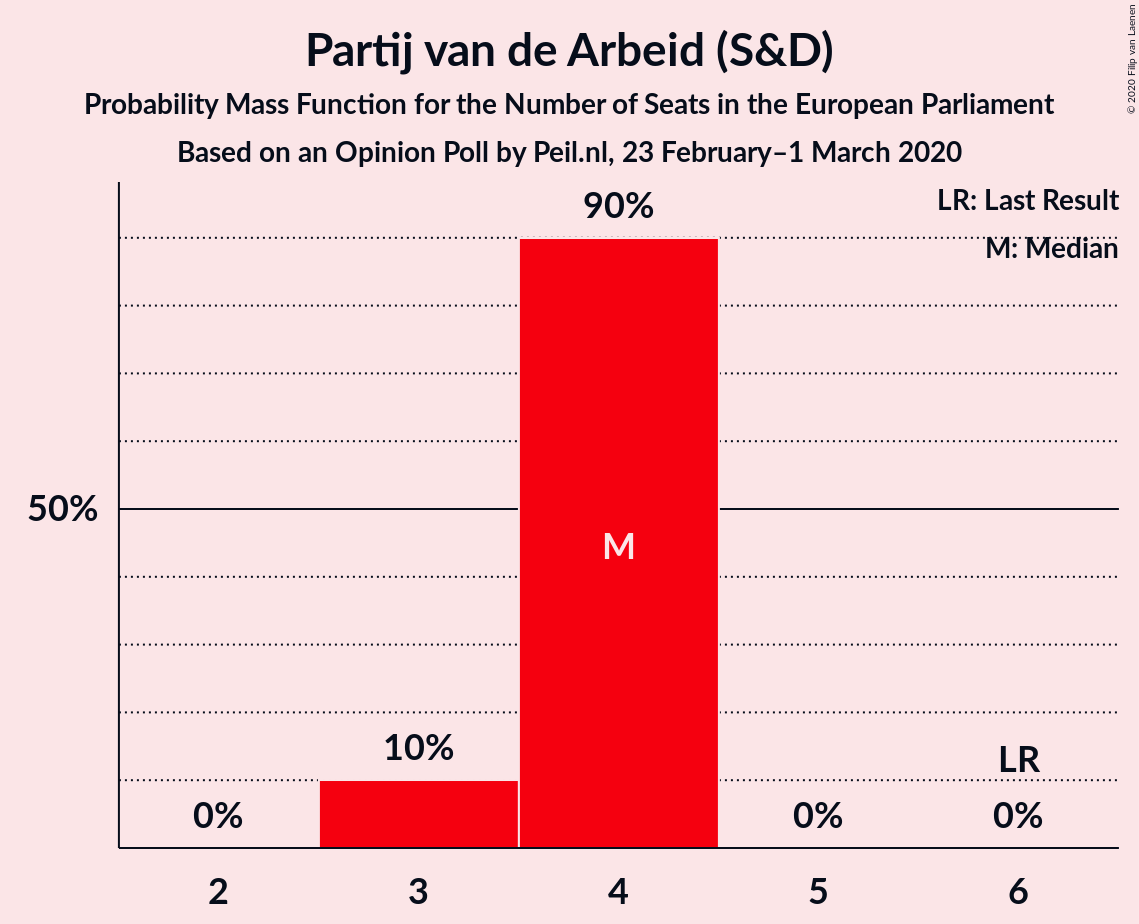 Partij van de Arbeid (S&D)
Probability Mass Function for the Number of Seats in the European Parliament
Based on an Opinion Poll by Peil.nl, 23 February–1 March 2020
© 2020 Filip van Laenen
LR: Last Result
M: Median
90%
50%
M
10%
LR
0%
0%
0%
2
3
4
5
6